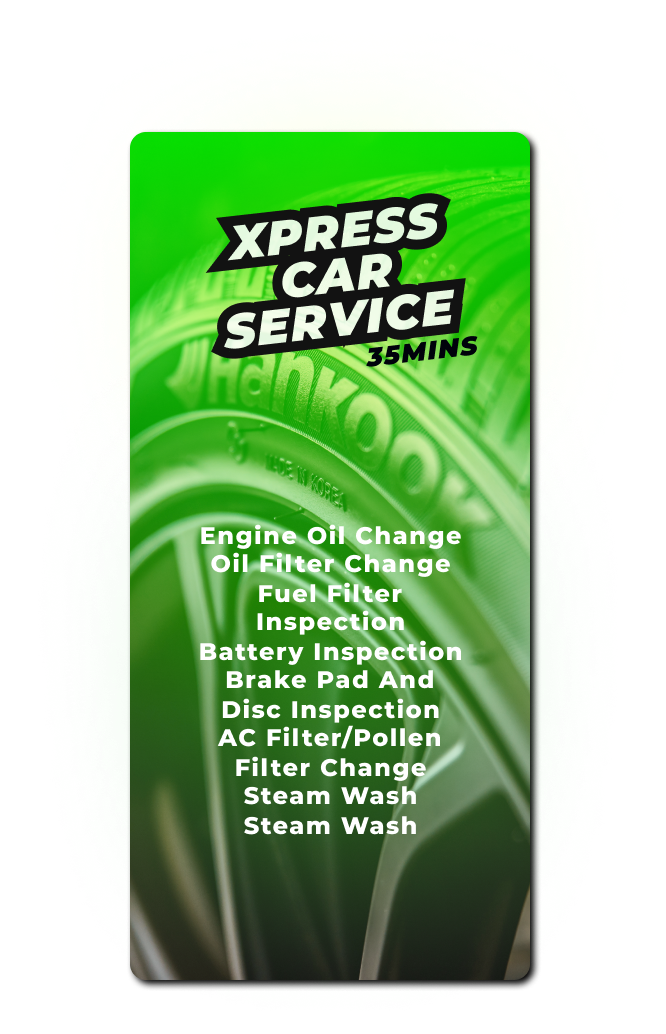 XPRESS
CAR
SERVICE
35MINS
Hankook
MADE IN KOREA
Engine Oil Change
Oil Filter Change
Fuel Filter
Inspection
Battery Inspection
Brake Pad And
Disc Inspection
AC Filter/Pollen
Filter Change
Steam Wash
Steam Wash